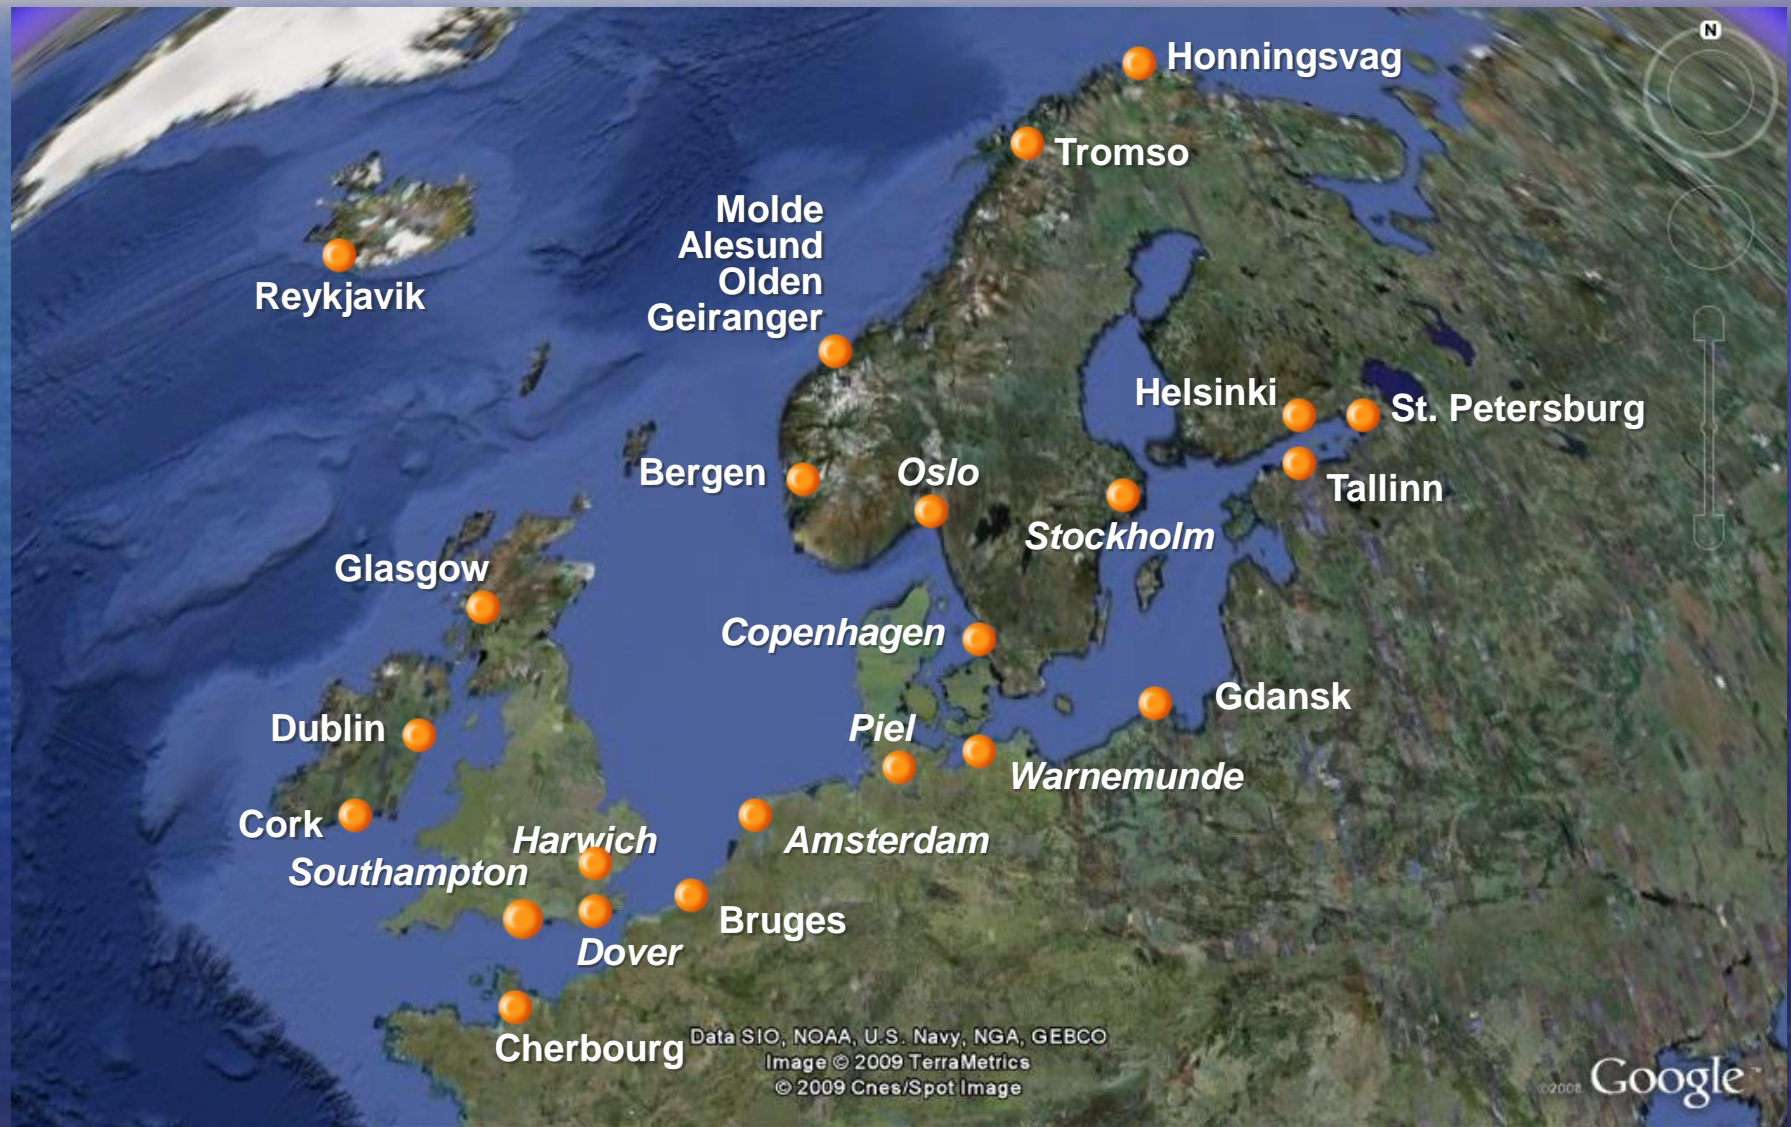 N
Honningsvag
Tromso
Molde
Alesund
Olden
Geiranger
Reykjavik
Helsinki
St. Petersburg
Bergen
Oslo
Tallinn
Stockholm
Glasgow
Copenhagen
Gdansk
Dublin
Piel
Warnemunde
Cork
Harwich
Amsterdam
Southampton
Bruges
Dover
Cherbourg
Data SIO, NOAA, U.S. Navy, NGA, GEBCO
Image © 2009 TerraMetrics
© 2009 Cnes/Spot Image
©2008 Google™